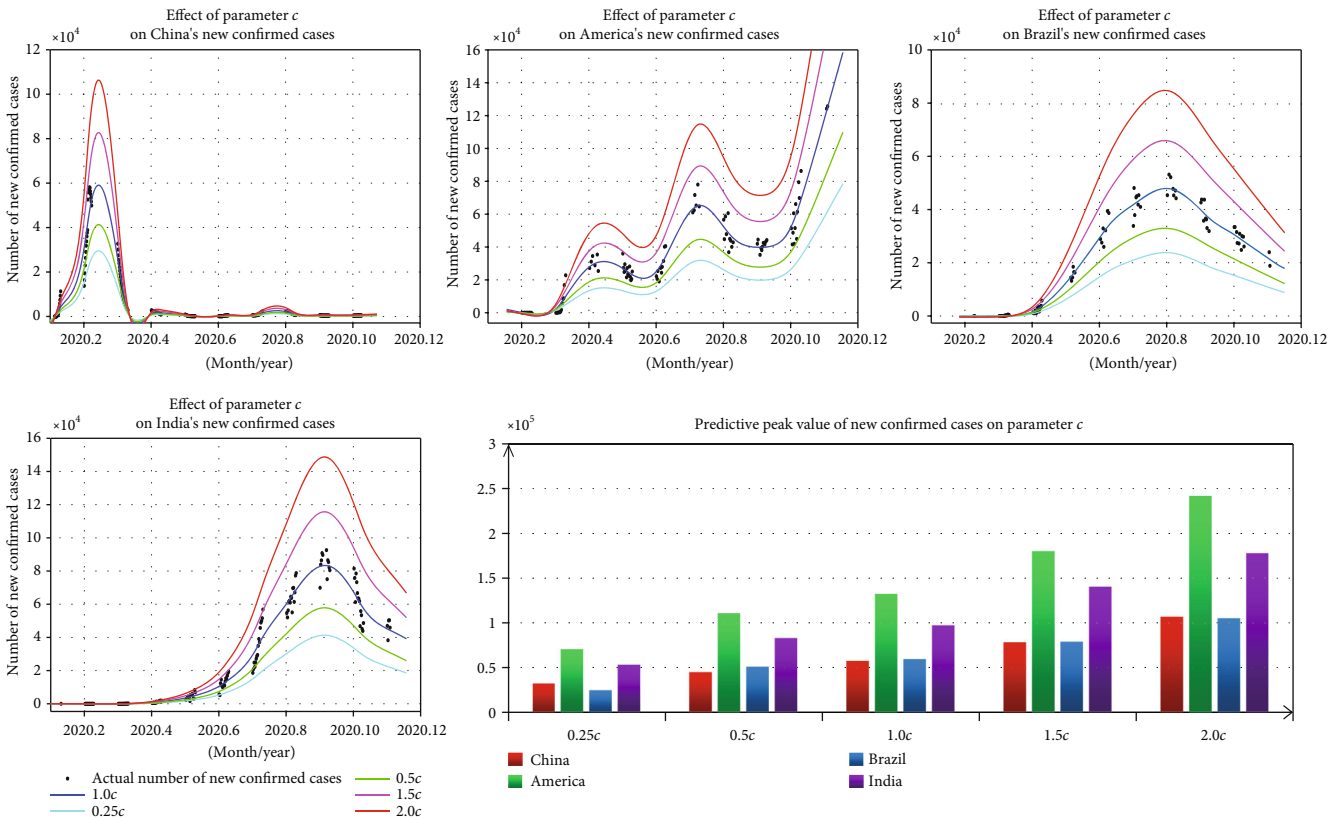 Effect of parameter c
on China's new confirmed cases
×10⁴
Number of new confirmed cases
12
10
8
6
4
2
0
2020.2 2020.4 2020.6 2020.8 2020.10 2020.12
(Month/year)
Effect of parameter c
on America's new confirmed cases
×10⁴
Number of new confirmed cases
16
14
12
10
8
6
4
2
0
2020.2 2020.4 2020.6 2020.8 2020.10 2020.12
(Month/year)
Effect of parameter c
on Brazil's new confirmed cases
×10⁴
Number of new confirmed cases
10
8
6
4
2
0
2020.2 2020.4 2020.6 2020.8 2020.10 2020.12
(Month/year)
Effect of parameter c
on India's new confirmed cases
×10⁴
Number of new confirmed cases
16
14
12
10
8
6
4
2
0
2020.2 2020.4 2020.6 2020.8 2020.10 2020.12
(Month/year)
Actual number of new confirmed cases
1.0c
0.25c
0.5c
1.5c
2.0c
Predictive peak value of new confirmed cases on parameter c
×10⁵
3
2.5
2
1.5
1
0.5
0
0.25c 0.5c 1.0c 1.5c 2.0c
China
America
Brazil
India